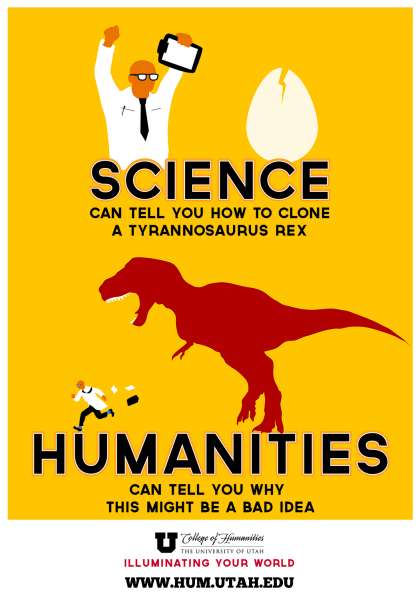 SCIENCE
CAN TELL YOU HOW TO CLONE
A TYRANNOSAURUS REX
HUMANITIES
CAN TELL YOU WHY
THIS MIGHT BE A BAD IDEA
U College of Humanities
THE UNIVERSITY OF UTAH
ILLUMINATING YOUR WORLD
WWW.HUM.UTAH.EDU